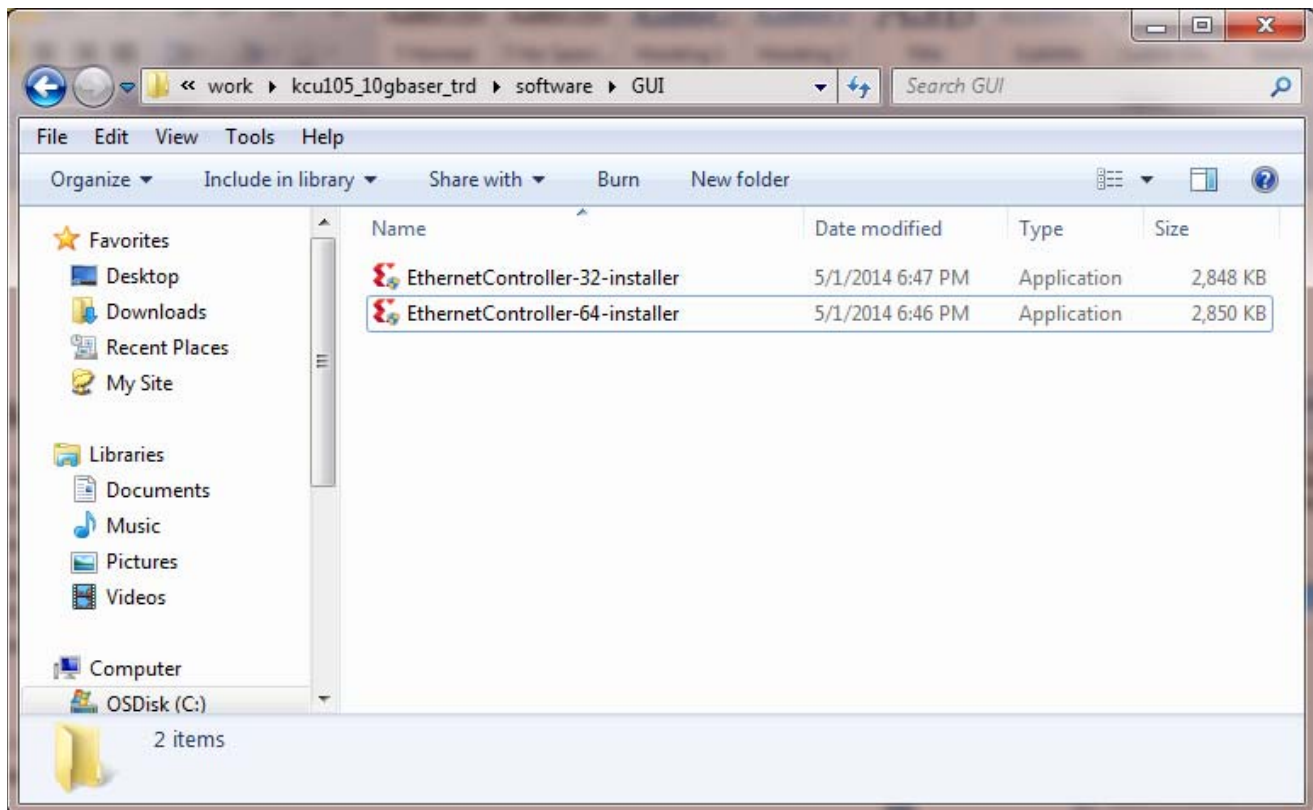 « work ▸ kcu105_10gbaser_trd ▸ software ▸ GUI
Search GUI
File Edit View Tools Help
Organize Include in library Share with Burn New folder
Favorites
Desktop
Downloads
Recent Places
My Site
Libraries
Documents
Music
Pictures
Videos
Computer
OSDisk (C:)
Name Date modified Type Size
EthernetController-32-installer 5/1/2014 6:47 PM Application 2,848 KB
EthernetController-64-installer 5/1/2014 6:46 PM Application 2,850 KB
2 items